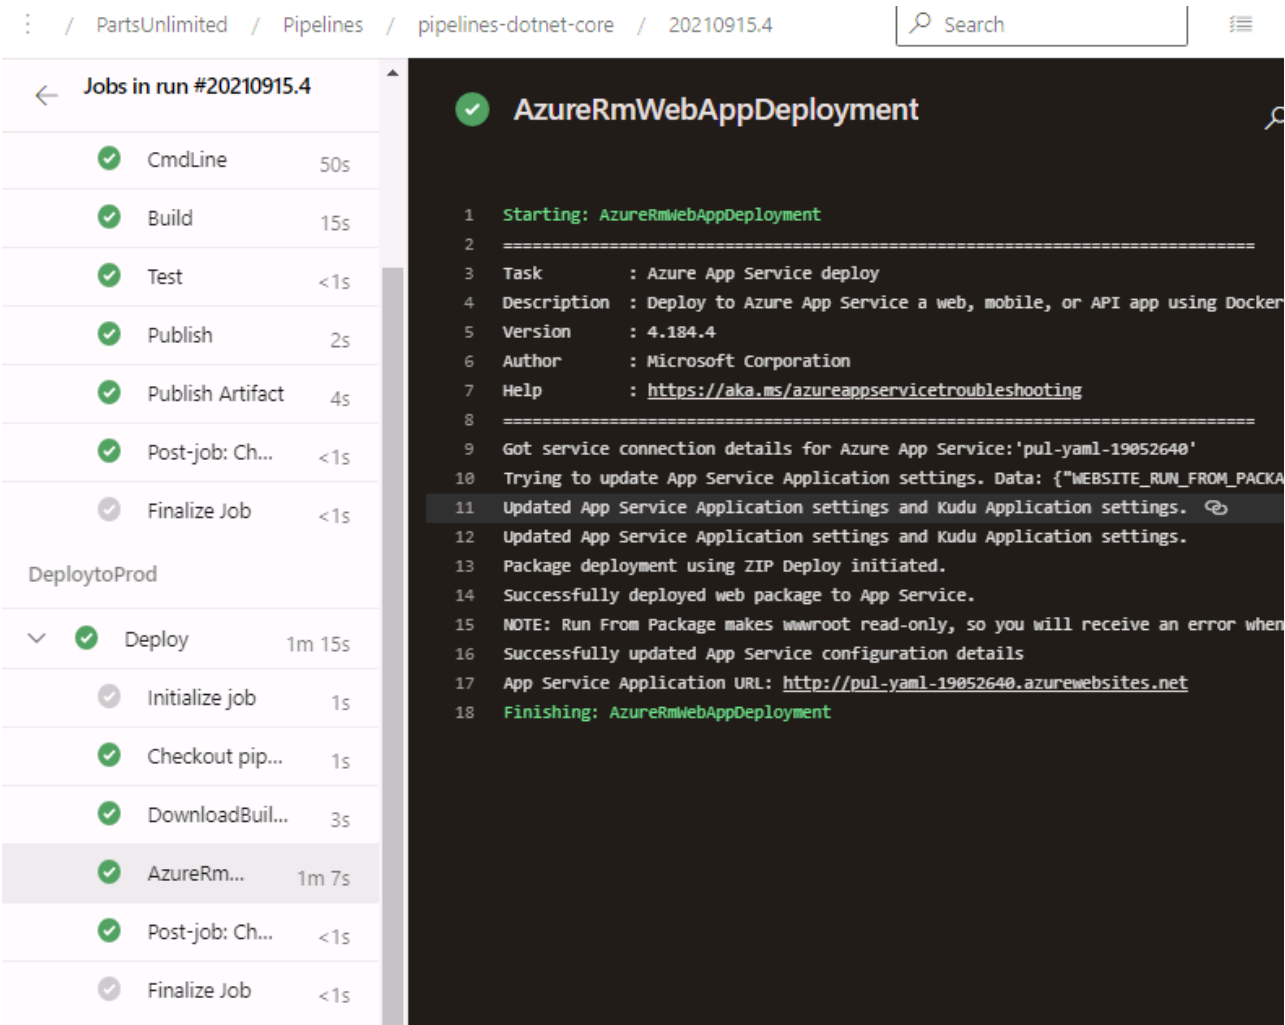 / PartsUnlimited / Pipelines / pipelines-dotnet-core / 20210915.4
Search
Jobs in run #20210915.4
CmdLine 50s
Build 15s
Test <1s
Publish 2s
Publish Artifact 4s
Post-job: Ch... <1s
Finalize Job <1s
DeploytoProd
Deploy 1m 15s
Initialize job 1s
Checkout pip... 1s
DownloadBuil... 3s
AzureRm... 1m 7s
Post-job: Ch... <1s
Finalize Job <1s
AzureRmWebAppDeployment
1 Starting: AzureRmWebAppDeployment
2 ==============================================================================
3 Task : Azure App Service deploy
4 Description : Deploy to Azure App Service a web, mobile, or API app using Docker
5 Version : 4.184.4
6 Author : Microsoft Corporation
7 Help : https://aka.ms/azureappservicetroubleshooting
8 ==============================================================================
9 Got service connection details for Azure App Service:'pul-yaml-19052640'
10 Trying to update App Service Application settings. Data: {"WEBSITE_RUN_FROM_PACKA
11 Updated App Service Application settings and Kudu Application settings.
12 Updated App Service Application settings and Kudu Application settings.
13 Package deployment using ZIP Deploy initiated.
14 Successfully deployed web package to App Service.
15 NOTE: Run From Package makes wwwroot read-only, so you will receive an error when
16 Successfully updated App Service configuration details
17 App Service Application URL: http://pul-yaml-19052640.azurewebsites.net
18 Finishing: AzureRmWebAppDeployment